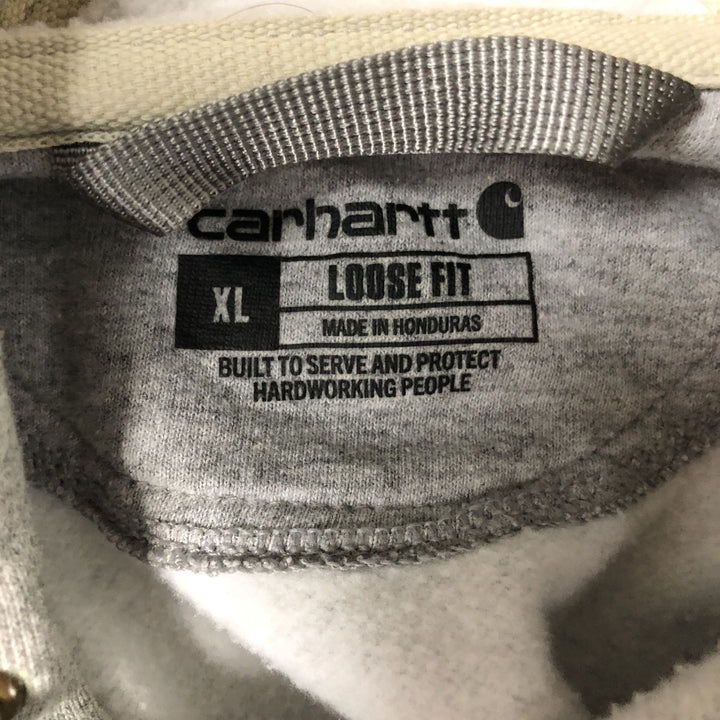 carhartt
XL
LOOSE FIT
MADE IN HONDURAS
BUILT TO SERVE AND PROTECT
HARDWORKING PEOPLE